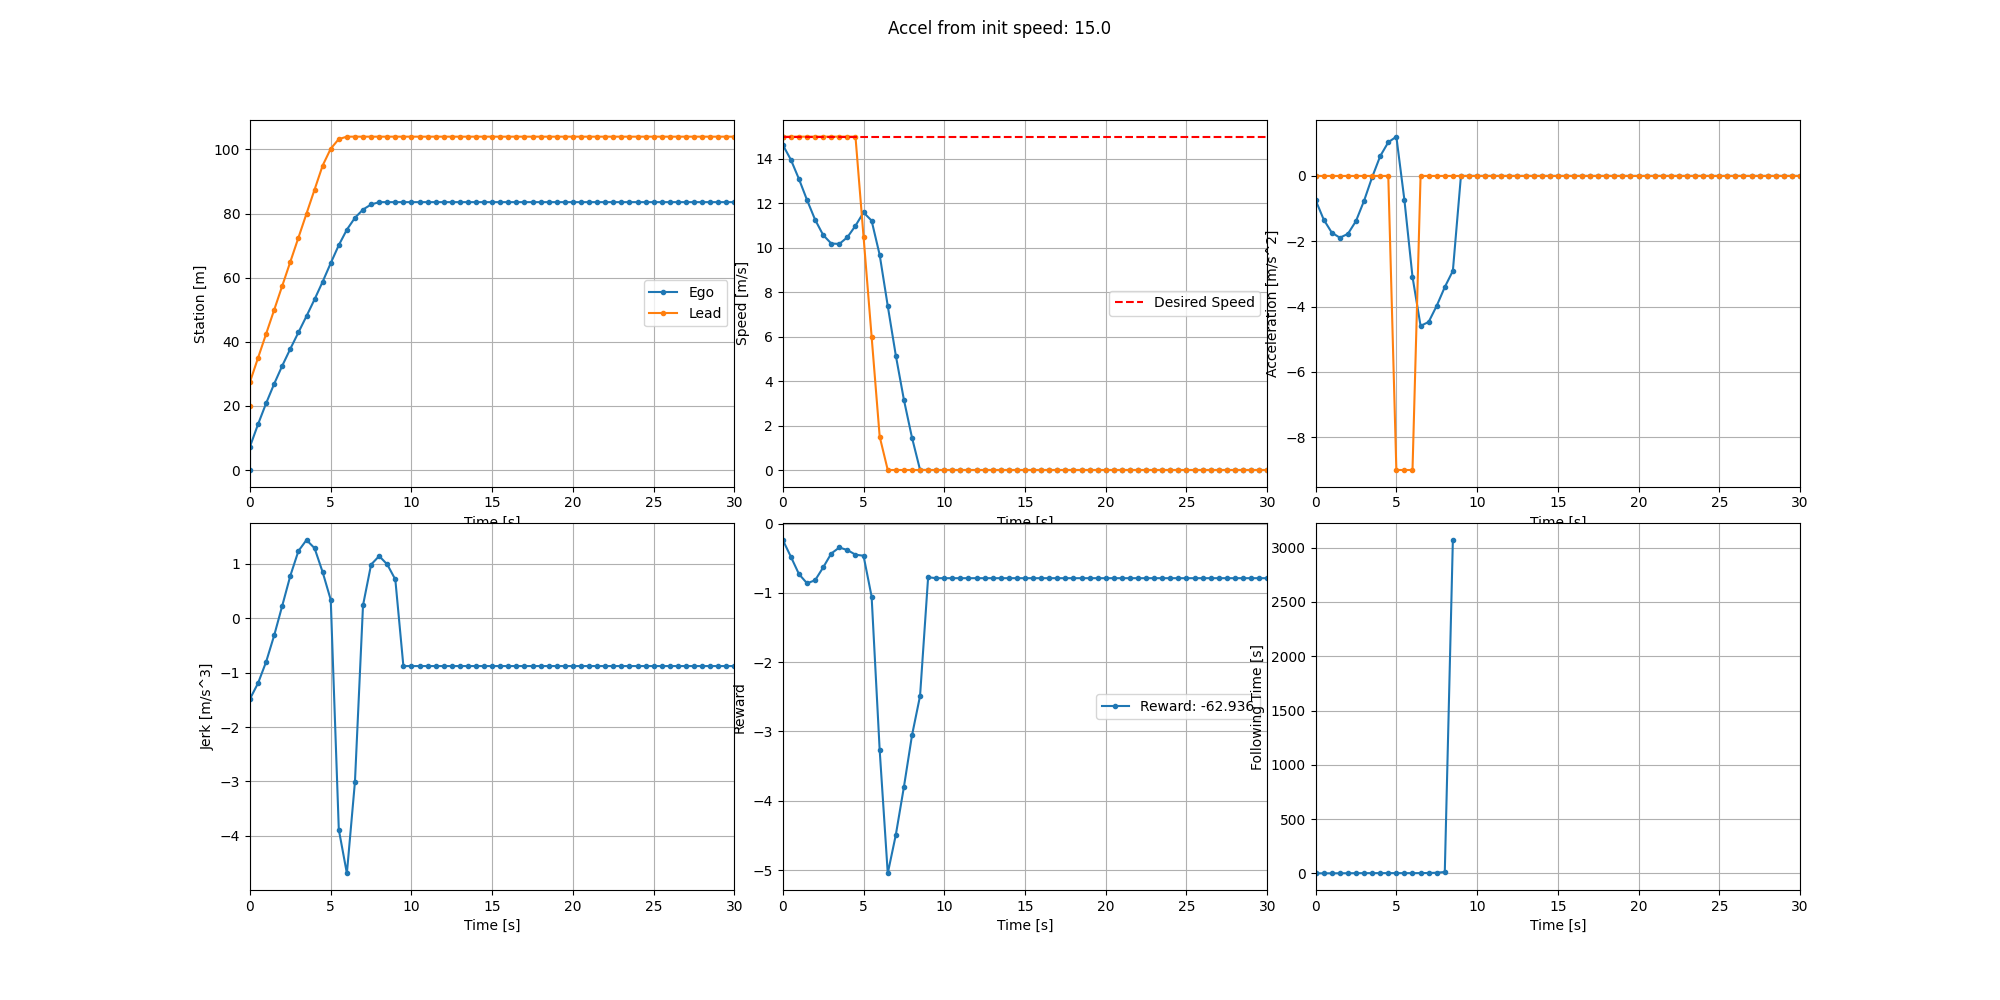 Accel from init speed: 15.0
Station [m]
100
80
60
40
20
0
Ego
Lead
0 5 10 15 20 25 30
Time [s]
Speed [m/s]
14
12
10
8
6
4
2
0
Desired Speed
0 5 10 15 20 25 30
Time [s]
Acceleration [m/s^2]
0
−2
−4
−6
−8
0 5 10 15 20 25 30
Time [s]
Jerk [m/s^3]
1
0
−1
−2
−3
−4
0 5 10 15 20 25 30
Time [s]
Reward
0
−1
−2
−3
−4
−5
Reward: -62.936
0 5 10 15 20 25 30
Time [s]
Following Time [s]
3000
2500
2000
1500
1000
500
0
0 5 10 15 20 25 30
Time [s]